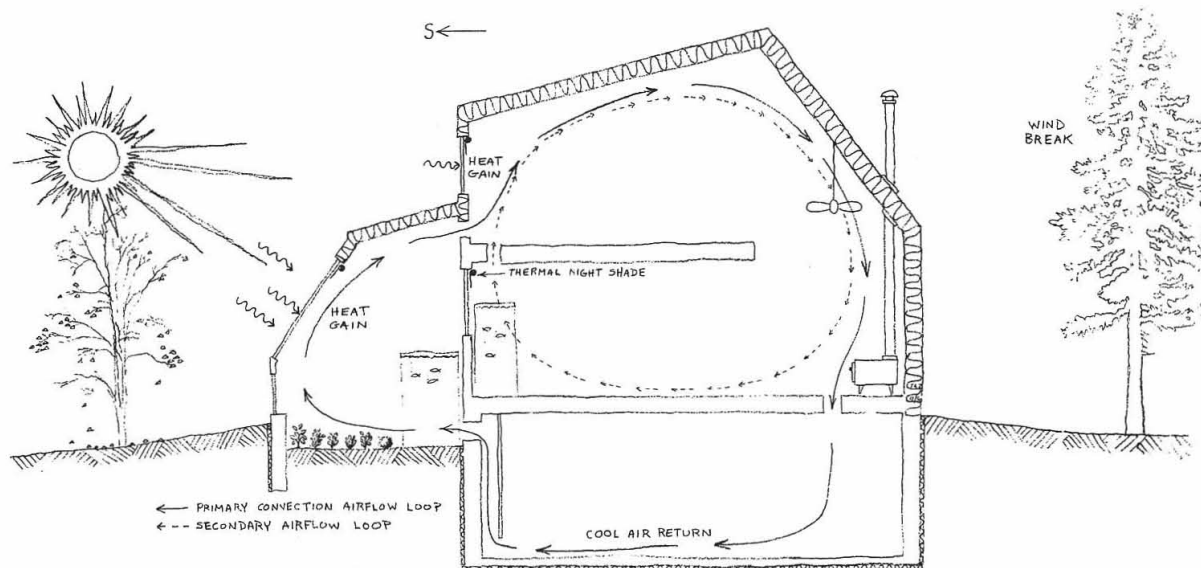 S
WIND
BREAK
HEAT
GAIN
THERMAL NIGHT SHADE
HEAT
GAIN
PRIMARY CONVECTION AIRFLOW LOOP
SECONDARY AIRFLOW LOOP
COOL AIR RETURN